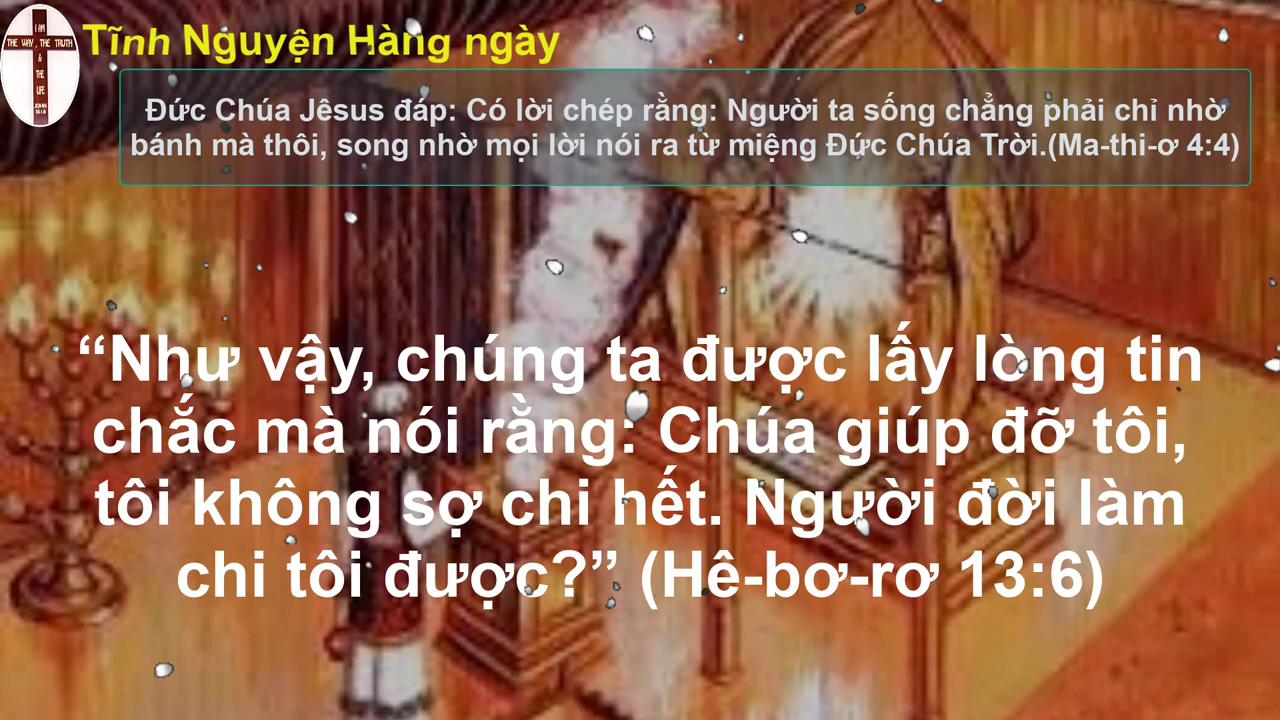 I AM
THE WAY, THE TRUTH
&
THE
LIFE
JOHN
14:6
Tĩnh Nguyện Hàng ngày
Đức Chúa Jêsus đáp: Có lời chép rằng: Người ta sống chẳng phải chỉ nhờ
bánh mà thôi, song nhờ mọi lời nói ra từ miệng Đức Chúa Trời.(Ma-thi-ơ 4:4)
“Như vậy, chúng ta được lấy lòng tin
chắc mà nói rằng: Chúa giúp đỡ tôi,
tôi không sợ chi hết. Người đời làm
chi tôi được?” (Hê-bơ-rơ 13:6)